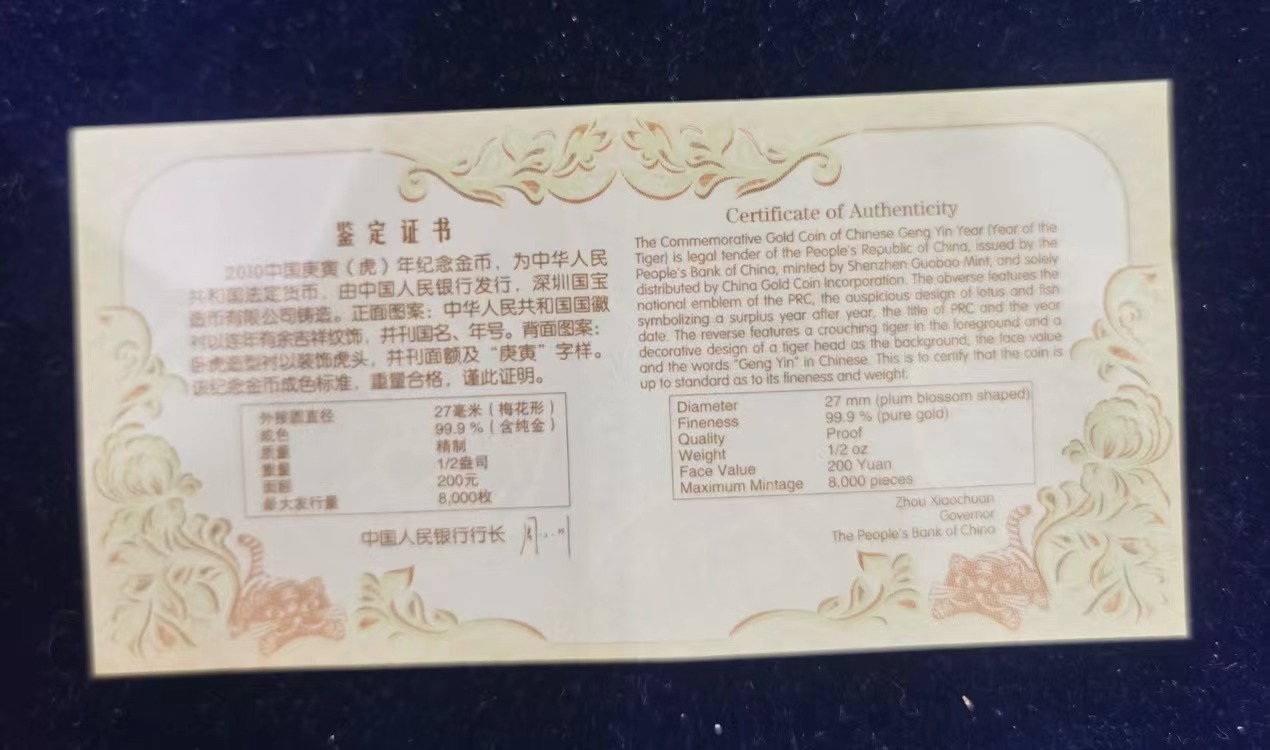 鉴定证书
2010中国庚寅（虎）年纪念金币，为中华人民
共和国法定货币，由中国人民银行发行，深圳国宝
造币有限公司铸造。正面图案：中华人民共和国国徽
衬以连年有余吉祥纹饰，并刊国名、年号。背面图案：
卧虎造型衬以装饰虎头，并刊面额及“庚寅”字样。
该纪念金币成色标准，重量合格，谨此证明。
外接圆直径 27毫米（梅花形）
成色 99.9％（含纯金）
质量 精制
重量 1/2盎司
面额 200元
最大发行量 8,000枚
中国人民银行行长
Certificate of Authenticity
The Commemorative Gold Coin of Chinese Geng Yin Year (Year of the
Tiger) is legal tender of the People's Republic of China, issued by the
People's Bank of China, minted by Shenzhen Guobao Mint, and solely
distributed by China Gold Coin Incorporation. The obverse features the
national emblem of the PRC, the auspicious design of lotus and fish
symbolizing a surplus year after year, the title of PRC and the year
date. The reverse features a crouching tiger in the foreground and a
decorative design of a tiger head as the background, the face value
and the words "Geng Yin" in Chinese. This is to certify that the coin is
up to standard as to its fineness and weight.
Diameter 27 mm (plum blossom shaped)
Fineness 99.9 % (pure gold)
Quality Proof
Weight 1/2 oz
Face Value 200 Yuan
Maximum Mintage 8,000 pieces
Zhou Xiaochuan
Governor
The People's Bank of China